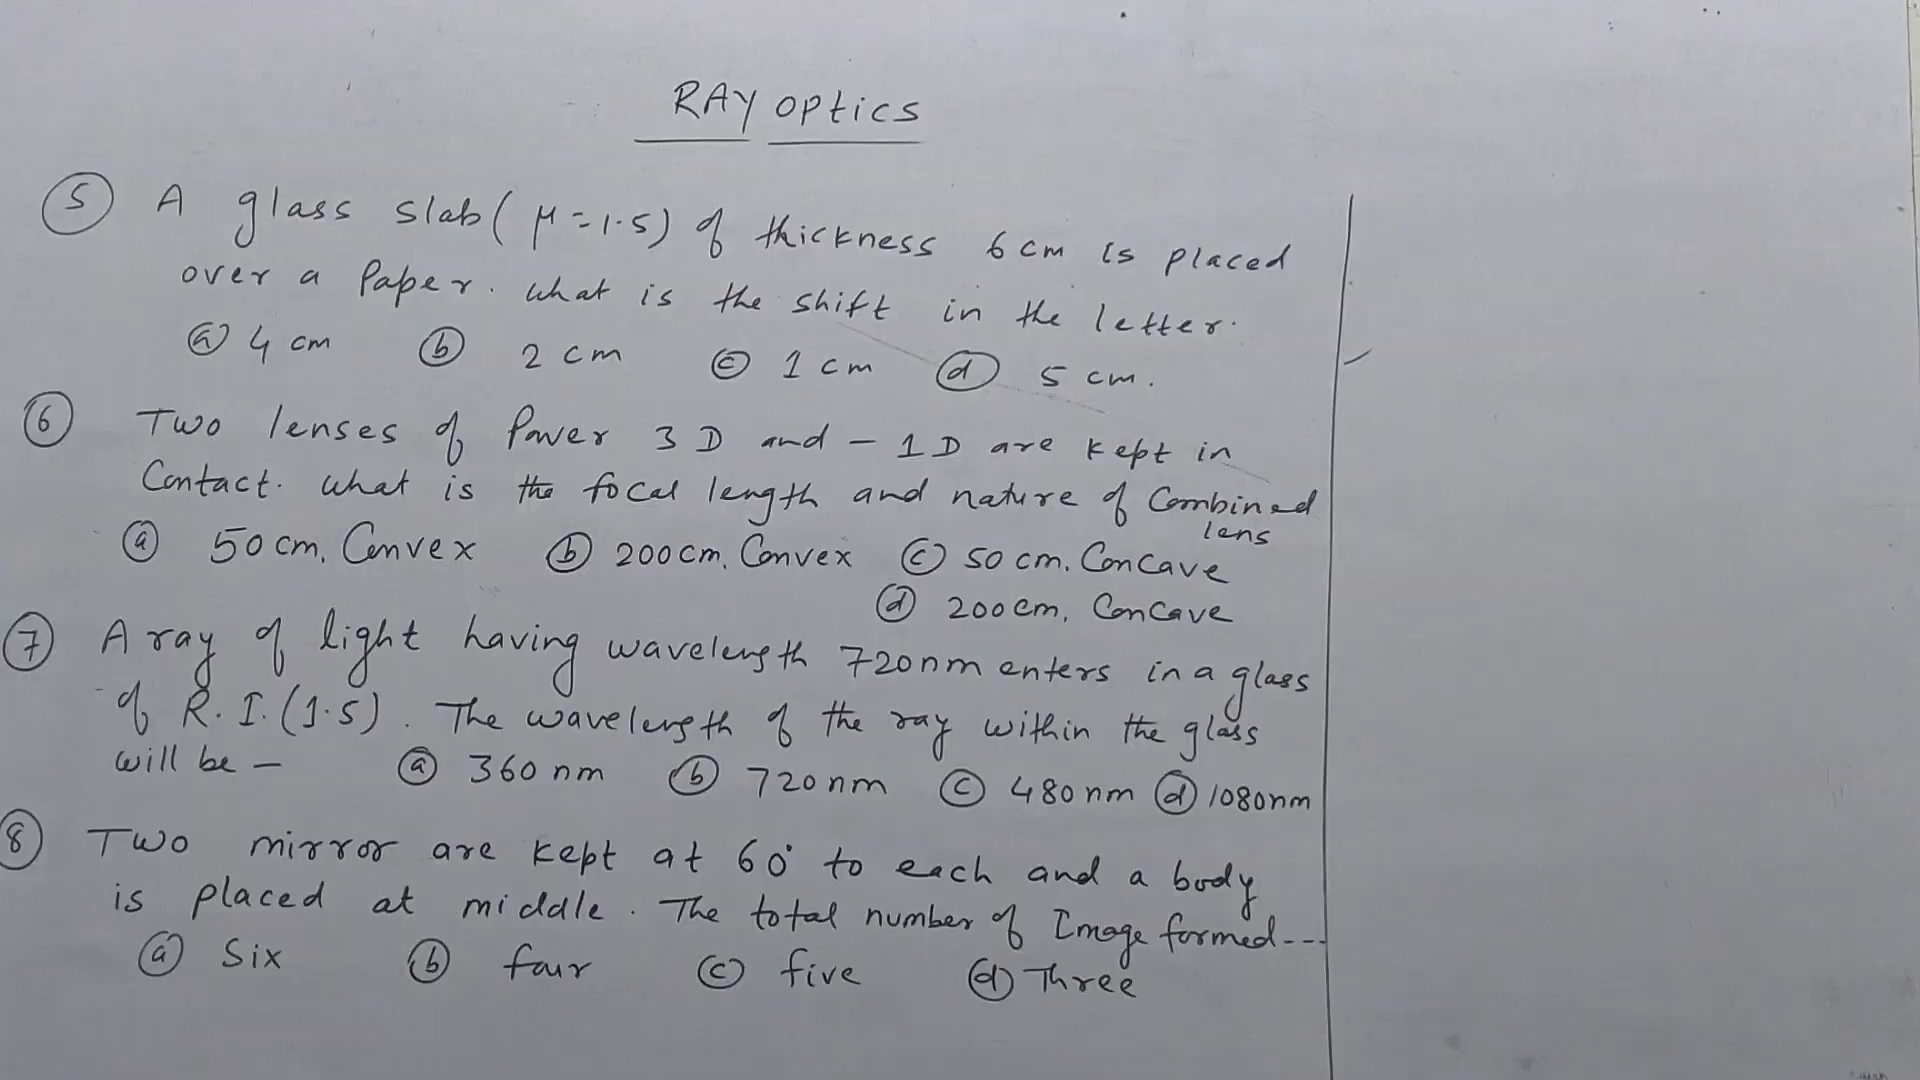 RAY OPtics
5 A glass slab (μ = 1.5) of thickness 6 cm is placed
over a Paper. What is the shift in the letter.
a 4 cm b 2 cm c 1 cm d 5 cm.
6 Two lenses of Power 3 D and - 1 D are kept in
Contact. What is the focal length and nature of Combined
lens
a 50 cm, Convex b 200 cm, Convex c 50 cm, Concave
d 200 cm, Concave
7 A ray of light having wavelength 720nm enters in a glass
of R. I. (1.5). The wavelength of the ray within the glass
will be - a 360 nm b 720 nm c 480 nm d 1080nm
8 Two mirror are kept at 60° to each and a body
is placed at middle. The total number of Image formed---
a Six b four c five d Three